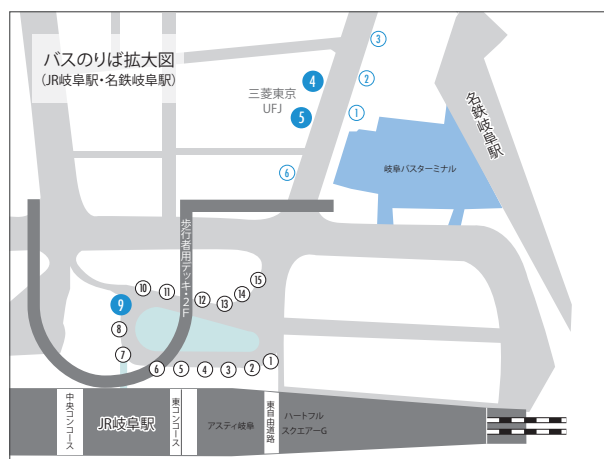 バスのりば拡大図
(JR岐阜駅・名鉄岐阜駅)
3
2
4
三菱東京
UFJ
5
1
6
岐阜バスターミナル
名鉄岐阜駅
歩行者用デッキ・2F
15
14
13
12
11
10
9
8
7
6
5
4
3
2
1
中央コンコース
JR岐阜駅
東コンコース
アスティ岐阜
東自由道路
ハートフル
スクエアーG